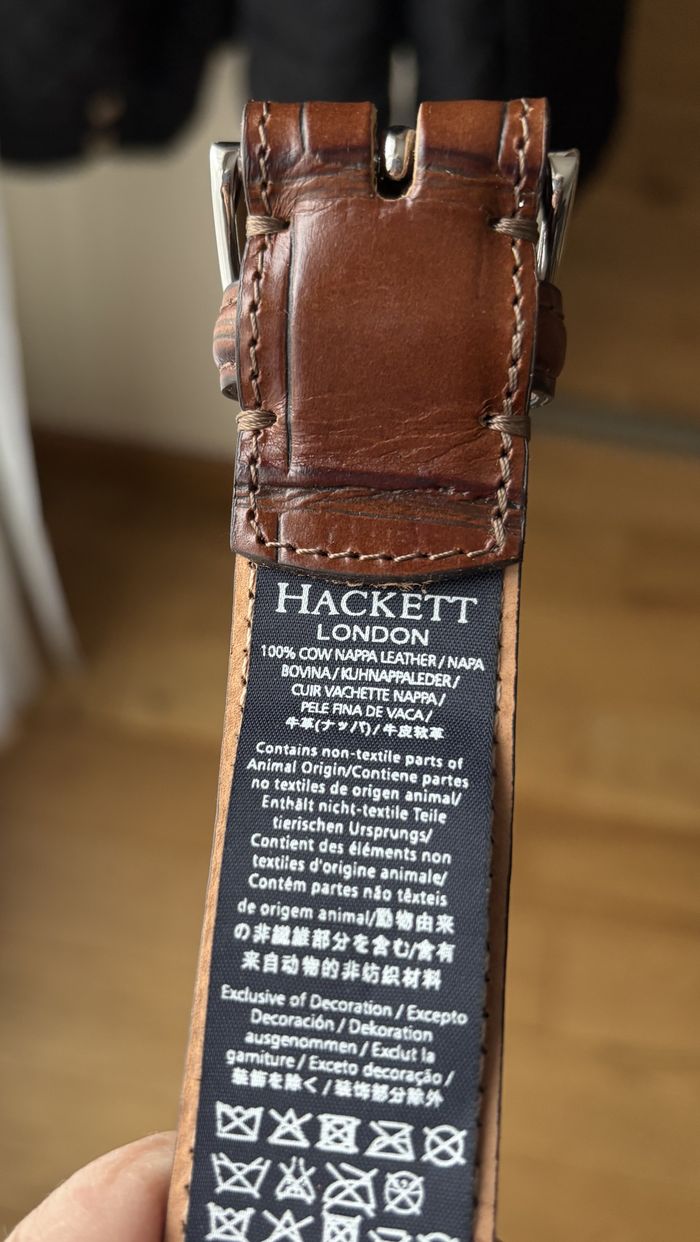 HACKETT
LONDON
100% COW NAPPA LEATHER / NAPA
BOVINA / KUHNAPPALEDER /
CUIR VACHETTE NAPPA /
PELE FINA DE VACA /
牛革(ナッパ) / 牛皮软革
Contains non-textile parts of
Animal Origin/Contiene partes
no textiles de origen animal/
Enthält nicht-textile Teile
tierischen Ursprungs/
Contient des éléments non
textiles d'origine animale/
Contém partes não têxteis
de origem animal/動物由来
の非繊維部分を含む/含有
来自动物的非纺织材料
Exclusive of Decoration / Excepto
Decoración / Dekoration
ausgenommen / Exclut la
garniture / Exceto decoração /
装飾を除く / 装饰部分除外